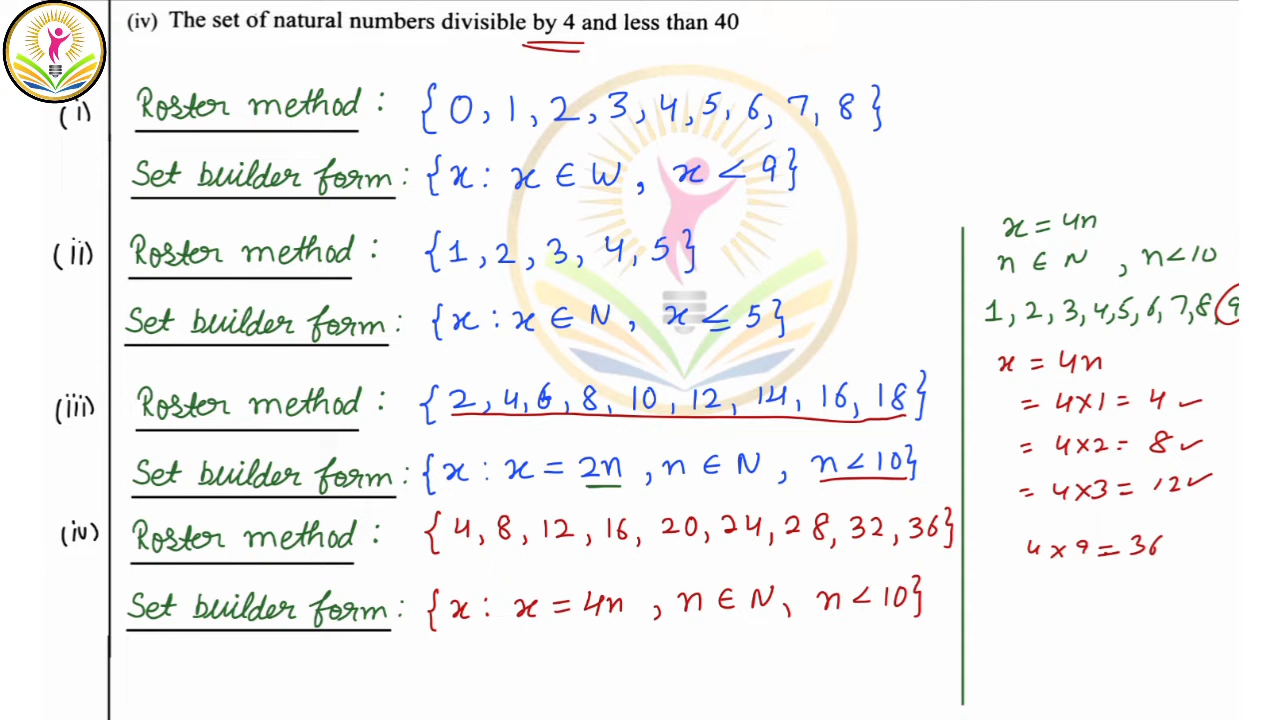 (iv) The set of natural numbers divisible by 4 and less than 40
(i) Roster method : {0, 1, 2, 3, 4, 5, 6, 7, 8}
Set builder form : {x : x ∈ W, x < 9}
(ii) Roster method : {1, 2, 3, 4, 5}
Set builder form : {x : x ∈ N, x ≤ 5}
(iii) Roster method : {2, 4, 6, 8, 10, 12, 14, 16, 18}
Set builder form : {x : x = 2n, n ∈ N, n < 10}
(iv) Roster method : {4, 8, 12, 16, 20, 24, 28, 32, 36}
Set builder form : {x : x = 4n, n ∈ N, n < 10}
x = 4n
n ∈ N, n < 10
1, 2, 3, 4, 5, 6, 7, 8, 9
x = 4n
= 4×1 = 4 ✓
= 4×2 = 8 ✓
= 4×3 = 12 ✓
4×9 = 36